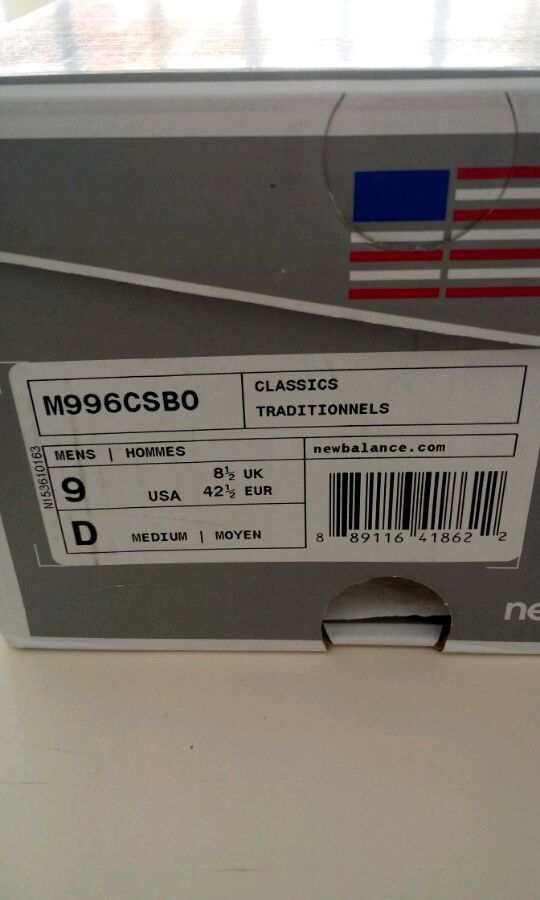 M996CSBO
CLASSICS
TRADITIONNELS
MENS | HOMMES
newbalance.com
9
USA
8½ UK
42½ EUR
D
MEDIUM | MOYEN
8 89116 41862 2
N153610163
ne